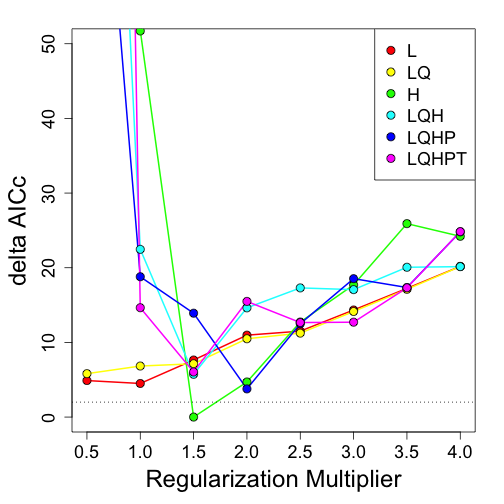 L
LQ
H
LQH
LQHP
LQHPT
delta AICc
50
40
30
20
10
0
0.5 1.0 1.5 2.0 2.5 3.0 3.5 4.0
Regularization Multiplier